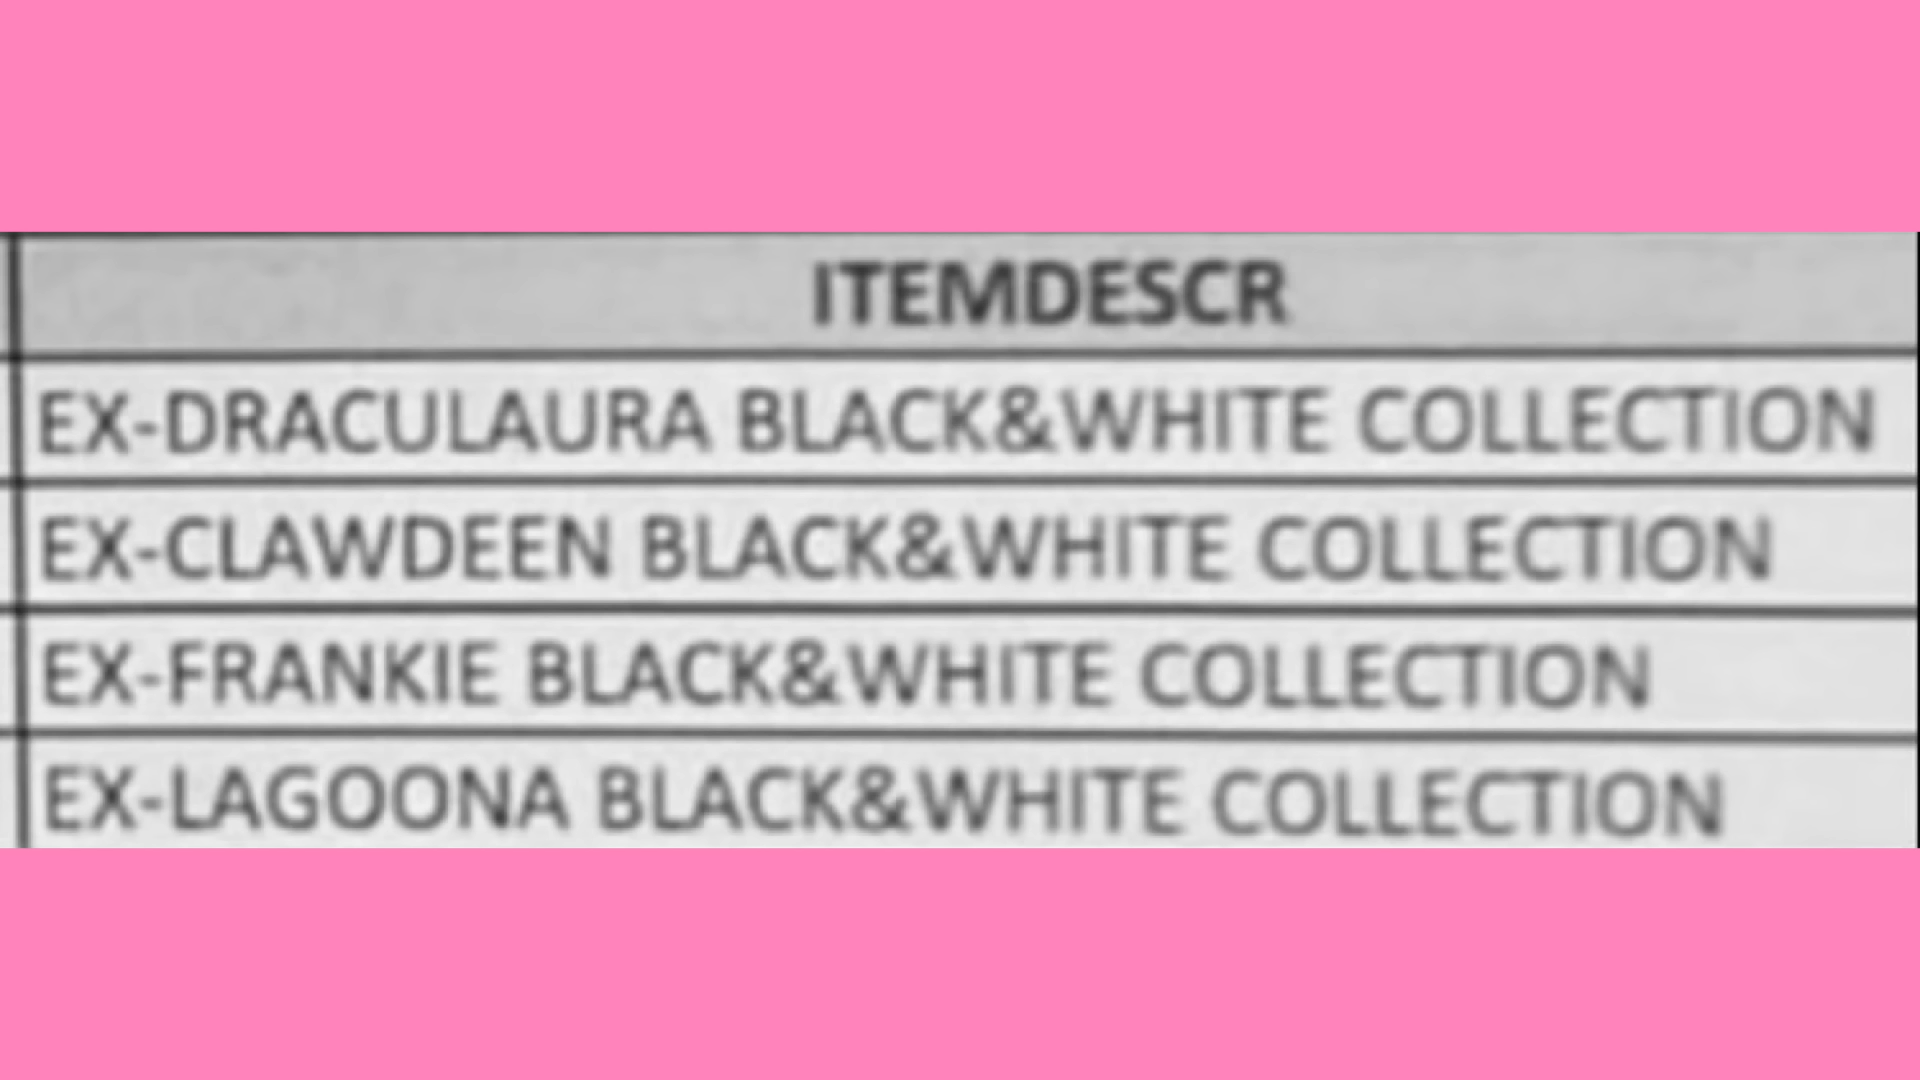 ITEMDESCR
EX-DRACULAURA BLACK&WHITE COLLECTION
EX-CLAWDEEN BLACK&WHITE COLLECTION
EX-FRANKIE BLACK&WHITE COLLECTION
EX-LAGOONA BLACK&WHITE COLLECTION